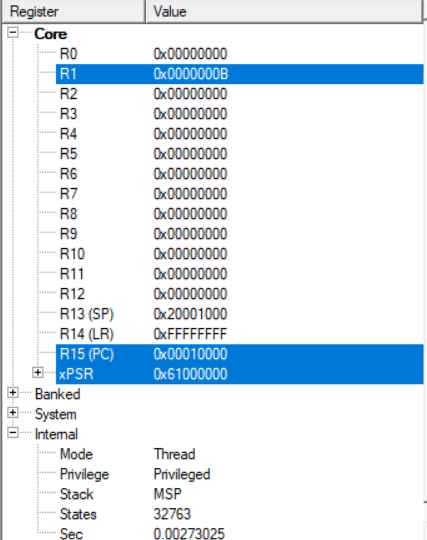 Register Value
Core
R0 0x00000000
R1 0x0000000B
R2 0x00000000
R3 0x00000000
R4 0x00000000
R5 0x00000000
R6 0x00000000
R7 0x00000000
R8 0x00000000
R9 0x00000000
R10 0x00000000
R11 0x00000000
R12 0x00000000
R13 (SP) 0x20001000
R14 (LR) 0xFFFFFFFF
R15 (PC) 0x00010000
xPSR 0x61000000
Banked
System
Internal
Mode Thread
Privilege Privileged
Stack MSP
States 32763
Sec 0.00273025